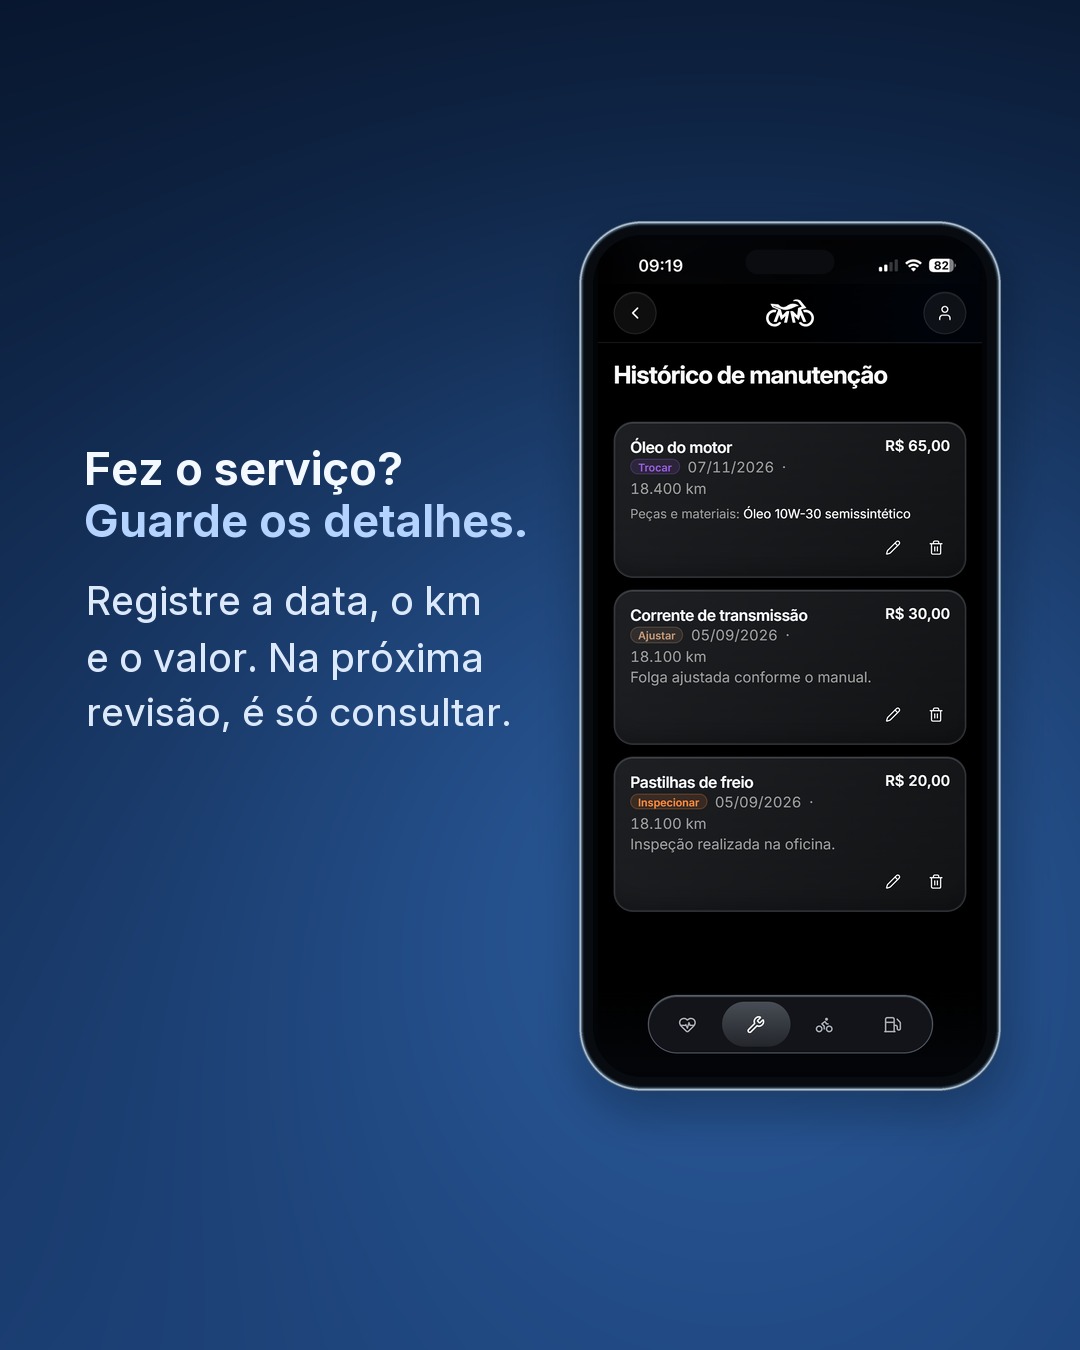 Fez o serviço?
Guarde os detalhes.
Registre a data, o km
e o valor. Na próxima
revisão, é só consultar.
09:19
82
MM
Histórico de manutenção
Óleo do motor R$ 65,00
Trocar 07/11/2026 ·
18.400 km
Peças e materiais: Óleo 10W-30 semissintético
Corrente de transmissão R$ 30,00
Ajustar 05/09/2026 ·
18.100 km
Folga ajustada conforme o manual.
Pastilhas de freio R$ 20,00
Inspecionar 05/09/2026 ·
18.100 km
Inspeção realizada na oficina.